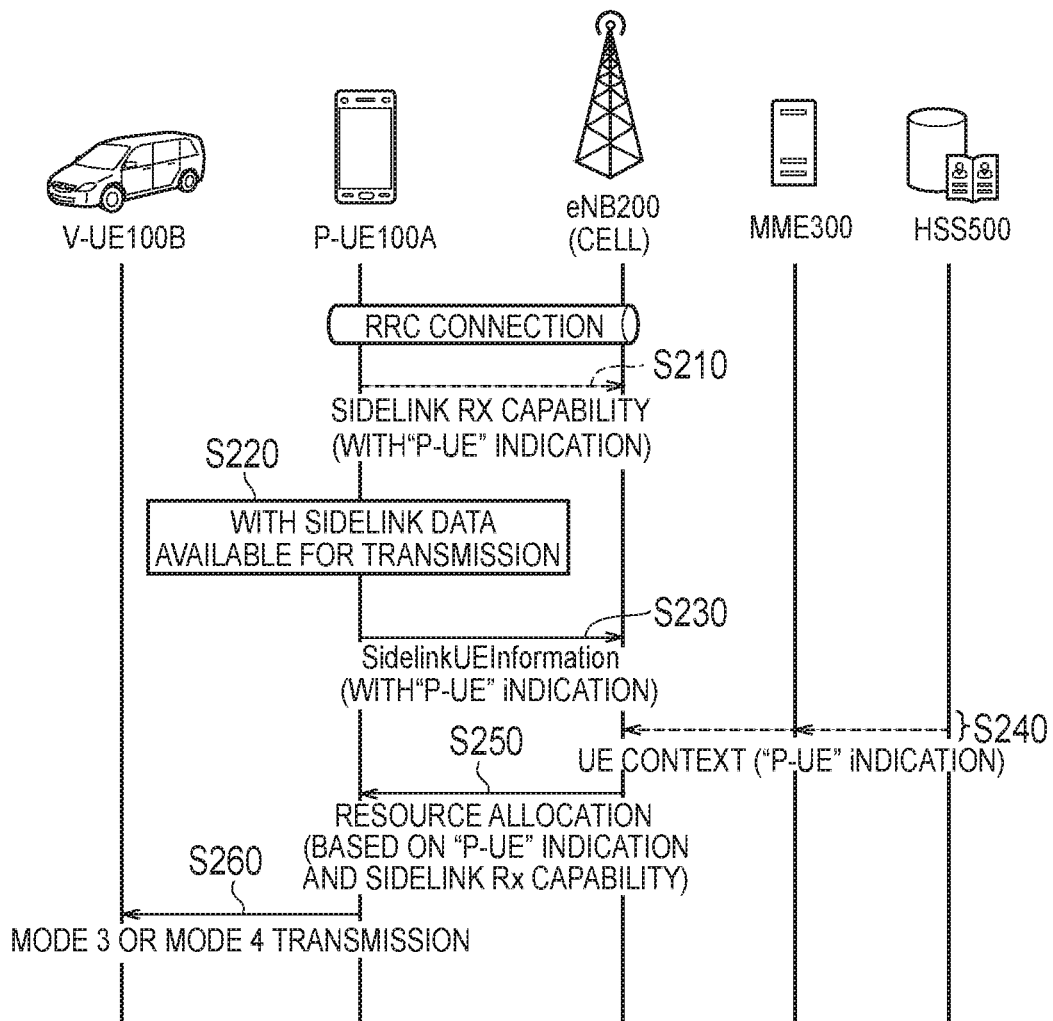 eNB200
(CELL)
V-UE100B
P-UE100A
MME300
HSS500
RRC CONNECTION
S210
SIDELINK RX CAPABILITY
(WITH“P-UE” INDICATION)
S220
WITH SIDELINK DATA
AVAILABLE FOR TRANSMISSION
S230
SidelinkUEInformation
(WITH“P-UE” iNDICATION)
S240
UE CONTEXT (“P-UE” iNDICATION)
S250
RESOURCE ALLOCATION
(BASED ON “P-UE” INDICATION
AND SIDELINK Rx CAPABILITY)
S260
MODE 3 OR MODE 4 TRANSMISSION